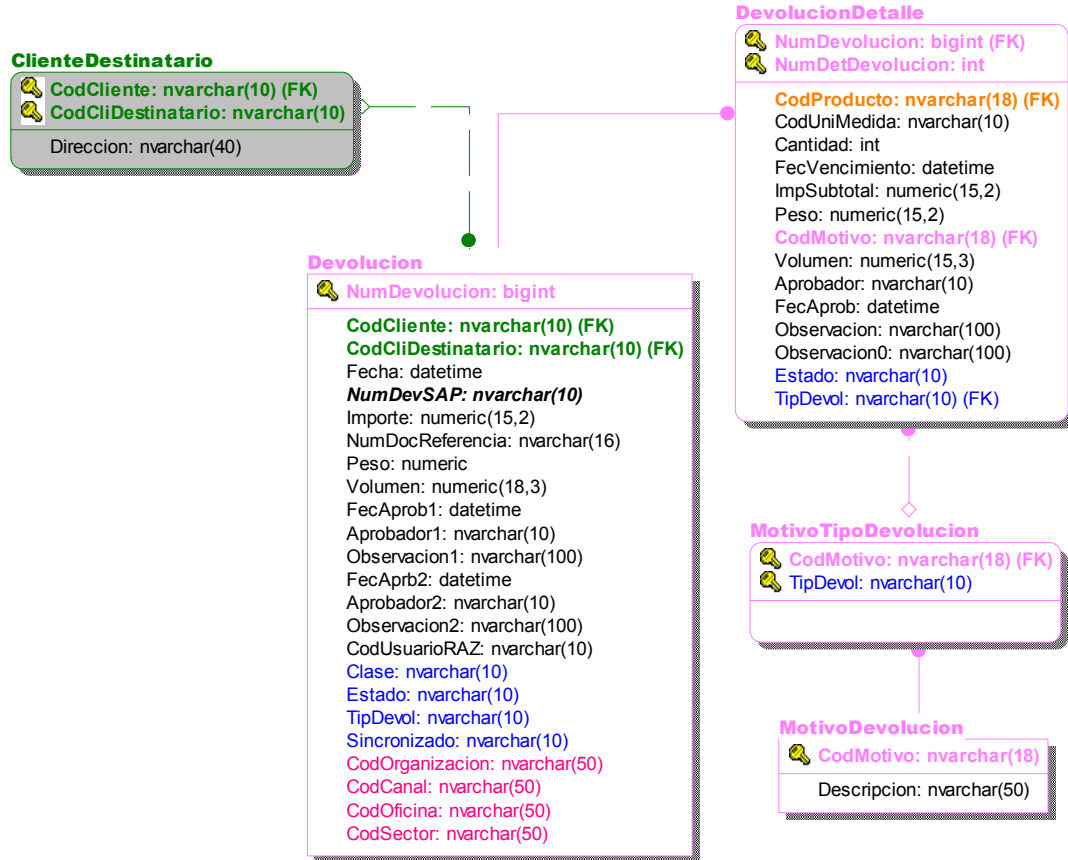 ClienteDestinatario
CodCliente: nvarchar(10) (FK)
CodCliDestinatario: nvarchar(10)
Direccion: nvarchar(40)
DevolucionDetalle
NumDevolucion: bigint (FK)
NumDetDevolucion: int
CodProducto: nvarchar(18) (FK)
CodUniMedida: nvarchar(10)
Cantidad: int
FecVencimiento: datetime
ImpSubtotal: numeric(15,2)
Peso: numeric(15,2)
CodMotivo: nvarchar(18) (FK)
Volumen: numeric(15,3)
Aprobador: nvarchar(10)
FecAprob: datetime
Observacion: nvarchar(100)
Observacion0: nvarchar(100)
Estado: nvarchar(10)
TipDevol: nvarchar(10) (FK)
Devolucion
NumDevolucion: bigint
CodCliente: nvarchar(10) (FK)
CodCliDestinatario: nvarchar(10) (FK)
Fecha: datetime
NumDevSAP: nvarchar(10)
Importe: numeric(15,2)
NumDocReferencia: nvarchar(16)
Peso: numeric
Volumen: numeric(18,3)
FecAprob1: datetime
Aprobador1: nvarchar(10)
Observacion1: nvarchar(100)
FecAprb2: datetime
Aprobador2: nvarchar(10)
Observacion2: nvarchar(100)
CodUsuarioRAZ: nvarchar(10)
Clase: nvarchar(10)
Estado: nvarchar(10)
TipDevol: nvarchar(10)
Sincronizado: nvarchar(10)
CodOrganizacion: nvarchar(50)
CodCanal: nvarchar(50)
CodOficina: nvarchar(50)
CodSector: nvarchar(50)
MotivoTipoDevolucion
CodMotivo: nvarchar(18) (FK)
TipDevol: nvarchar(10)
MotivoDevolucion
CodMotivo: nvarchar(18)
Descripcion: nvarchar(50)